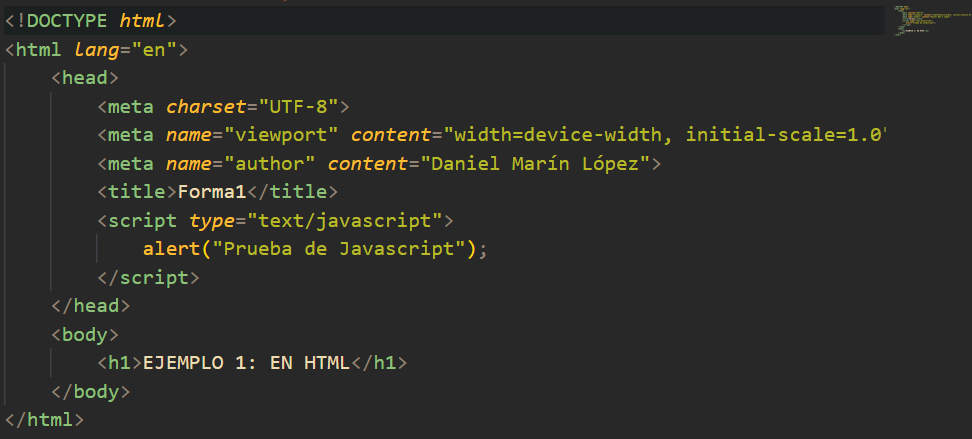 <!DOCTYPE html>
<html lang="en">
<head>
<meta charset="UTF-8">
<meta name="viewport" content="width=device-width, initial-scale=1.0"
<meta name="author" content="Daniel Marín López">
<title>Forma1</title>
<script type="text/javascript">
alert("Prueba de Javascript");
</script>
</head>
<body>
<h1>EJEMPLO 1: EN HTML</h1>
</body>
</html>